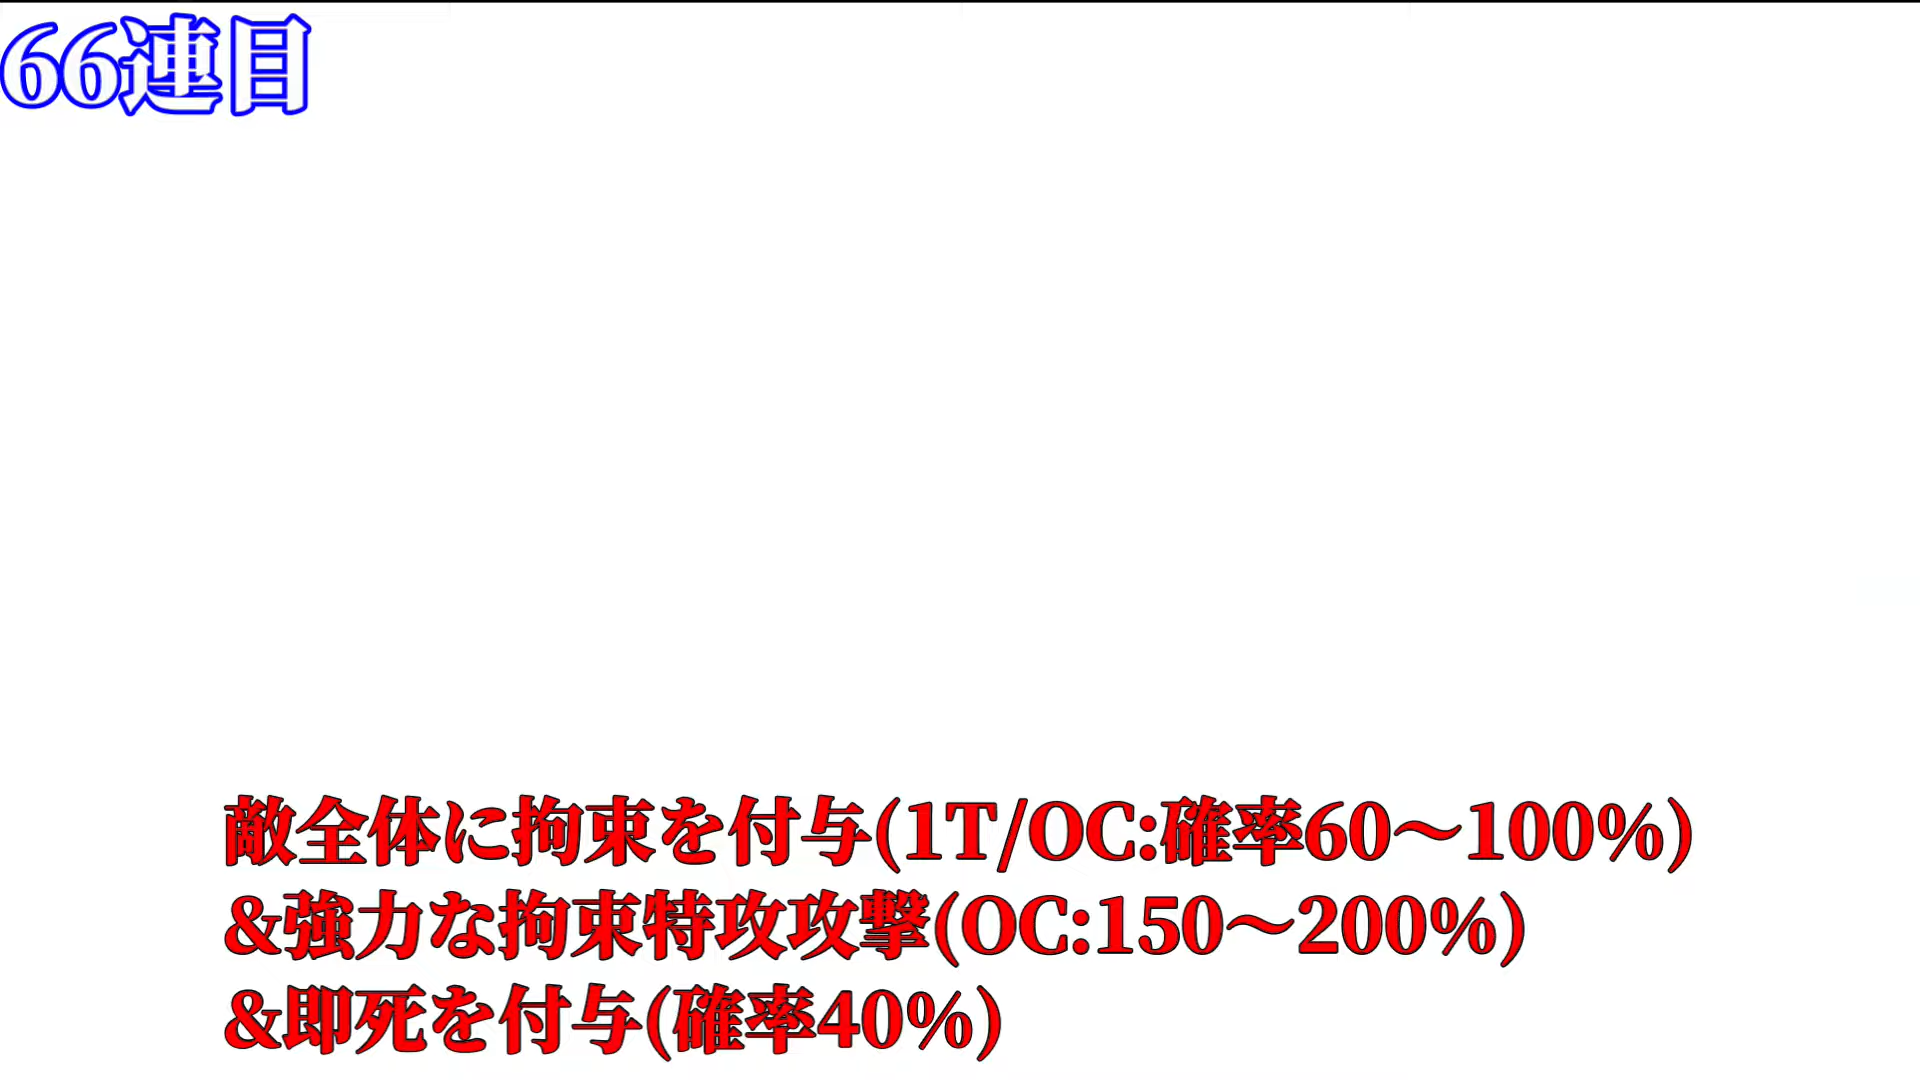 66連目
敵全体に拘束を付与(1T/OC:確率60～100%)
&強力な拘束特攻攻撃(OC:150～200%)
&即死を付与(確率40%)